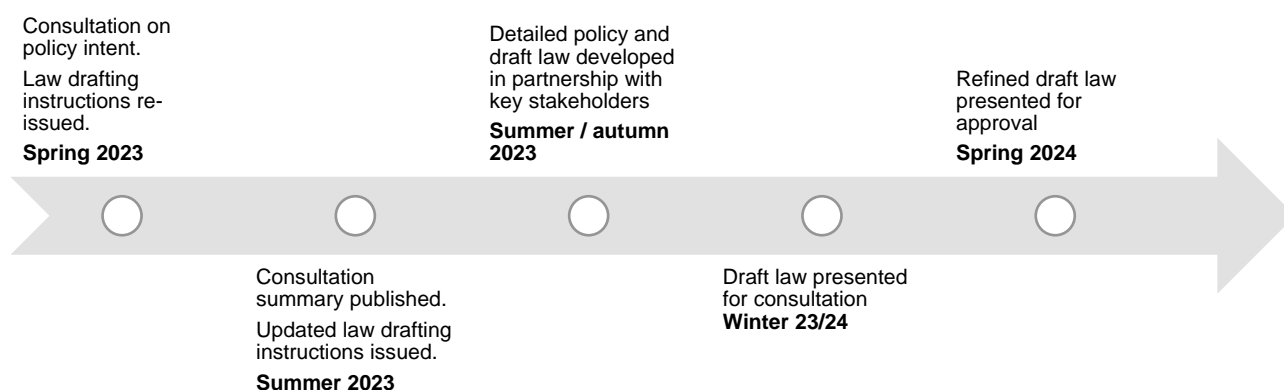 Consultation on
policy intent.
Law drafting
instructions re-
issued.
Spring 2023
Consultation
summary published.
Updated law drafting
instructions issued.
Summer 2023
Detailed policy and
draft law developed
in partnership with
key stakeholders
Summer / autumn
2023
Draft law presented
for consultation
Winter 23/24
Refined draft law
presented for
approval
Spring 2024